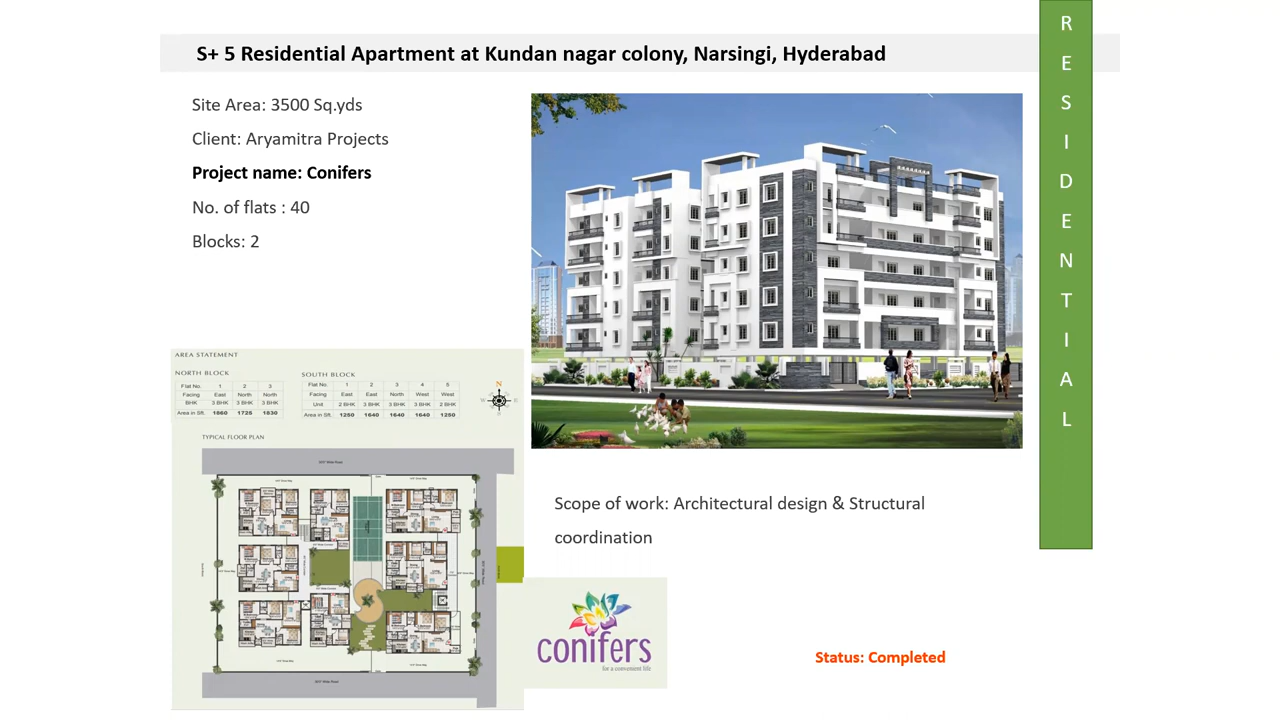 S+ 5 Residential Apartment at Kundan nagar colony, Narsingi, Hyderabad
RESIDENTIAL
Site Area: 3500 Sq.yds
Client: Aryamitra Projects
Project name: Conifers
No. of flats : 40
Blocks: 2
AREA STATEMENT
NORTH BLOCK
Flat No. 1 2 3
Facing East North North
BHK 3 BHK 3 BHK 3 BHK
Area in Sft. 1860 1725 1830
SOUTH BLOCK
Flat No. 1 2 3 4 5
Facing East East North West West
Unit 2 BHK 3 BHK 3 BHK 3 BHK 2 BHK
Area in Sft. 1250 1640 1640 1640 1250
N
TYPICAL FLOOR PLAN
Scope of work: Architectural design & Structural
coordination
conifers
for a convenient life
Status: Completed